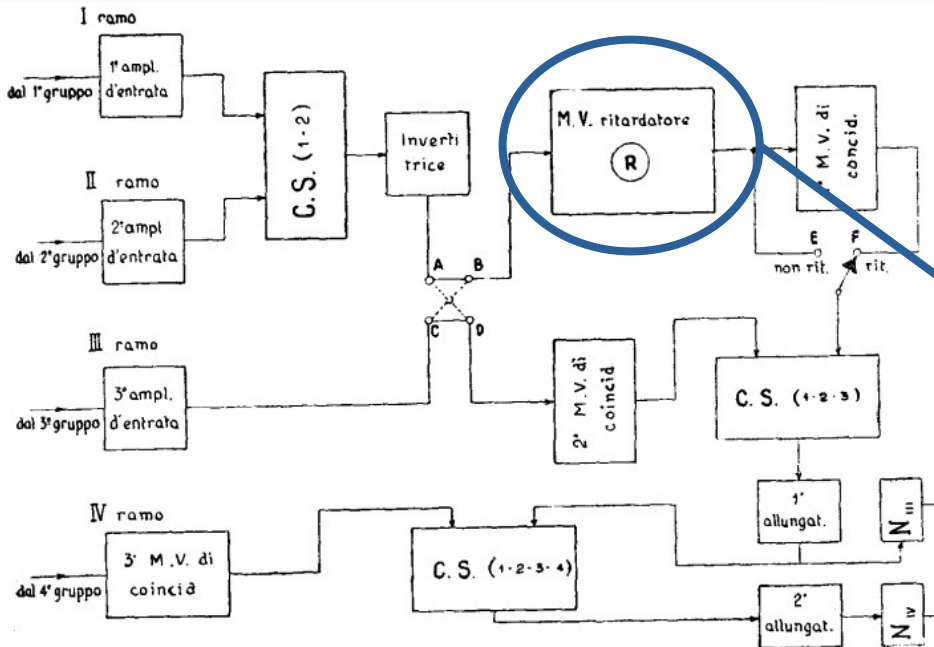 I ramo
1° ampl.
d'entrata
dal 1° gruppo
II ramo
2° ampl
d'entrata
dal 2° gruppo
C.S. (1-2)
Inverti
trice
M.V. ritardatore
R
M.V. di
concid.
E
F
non rit.
rit.
A
B
C
D
III ramo
3° ampl.
d'entrata
dal 3° gruppo
2° M.V. di
coincid
C.S. (1-2-3)
1°
allungat.
N III
IV ramo
3° M.V. di
coincid
dal 4° gruppo
C.S. (1-2-3-4)
2°
allungat.
N IV